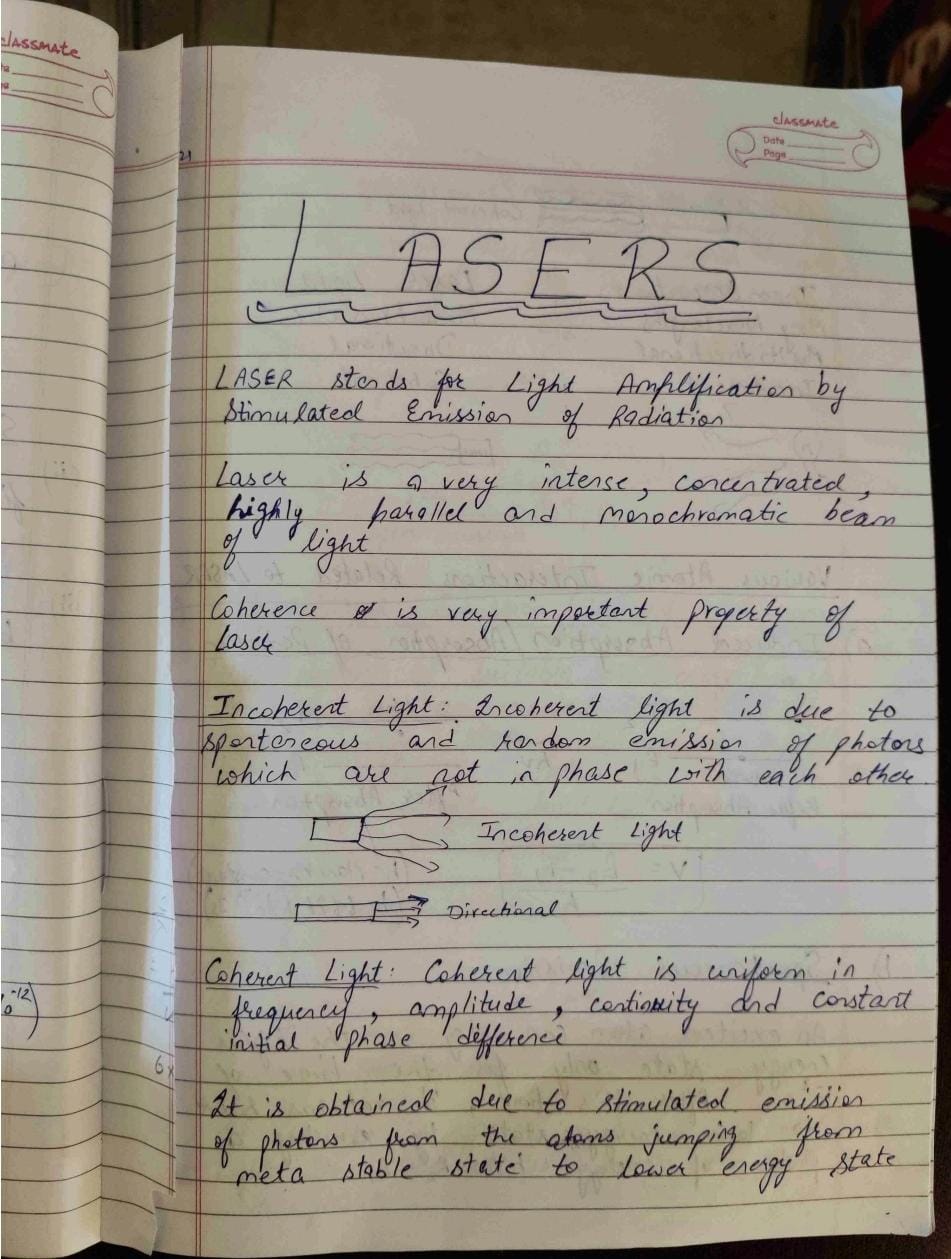 classmate
classmate
Date
Page
21
LASERS
LASER stands for Light Amplification by
Stimulated Emission of Radiation
Laser is a very intense, concentrated,
highly parallel and monochromatic beam
of light
Coherence is very important property of
Laser
Incoherent Light: Incoherent light is due to
spontaneous and random emission of photons
which are not in phase with each other
Incoherent Light
Directional
Coherent Light: Coherent light is uniform in
frequency, amplitude, continuity and constant
initial phase difference
It is obtained due to stimulated emission
of photons from the atoms jumping from
meta stable state to lower energy state